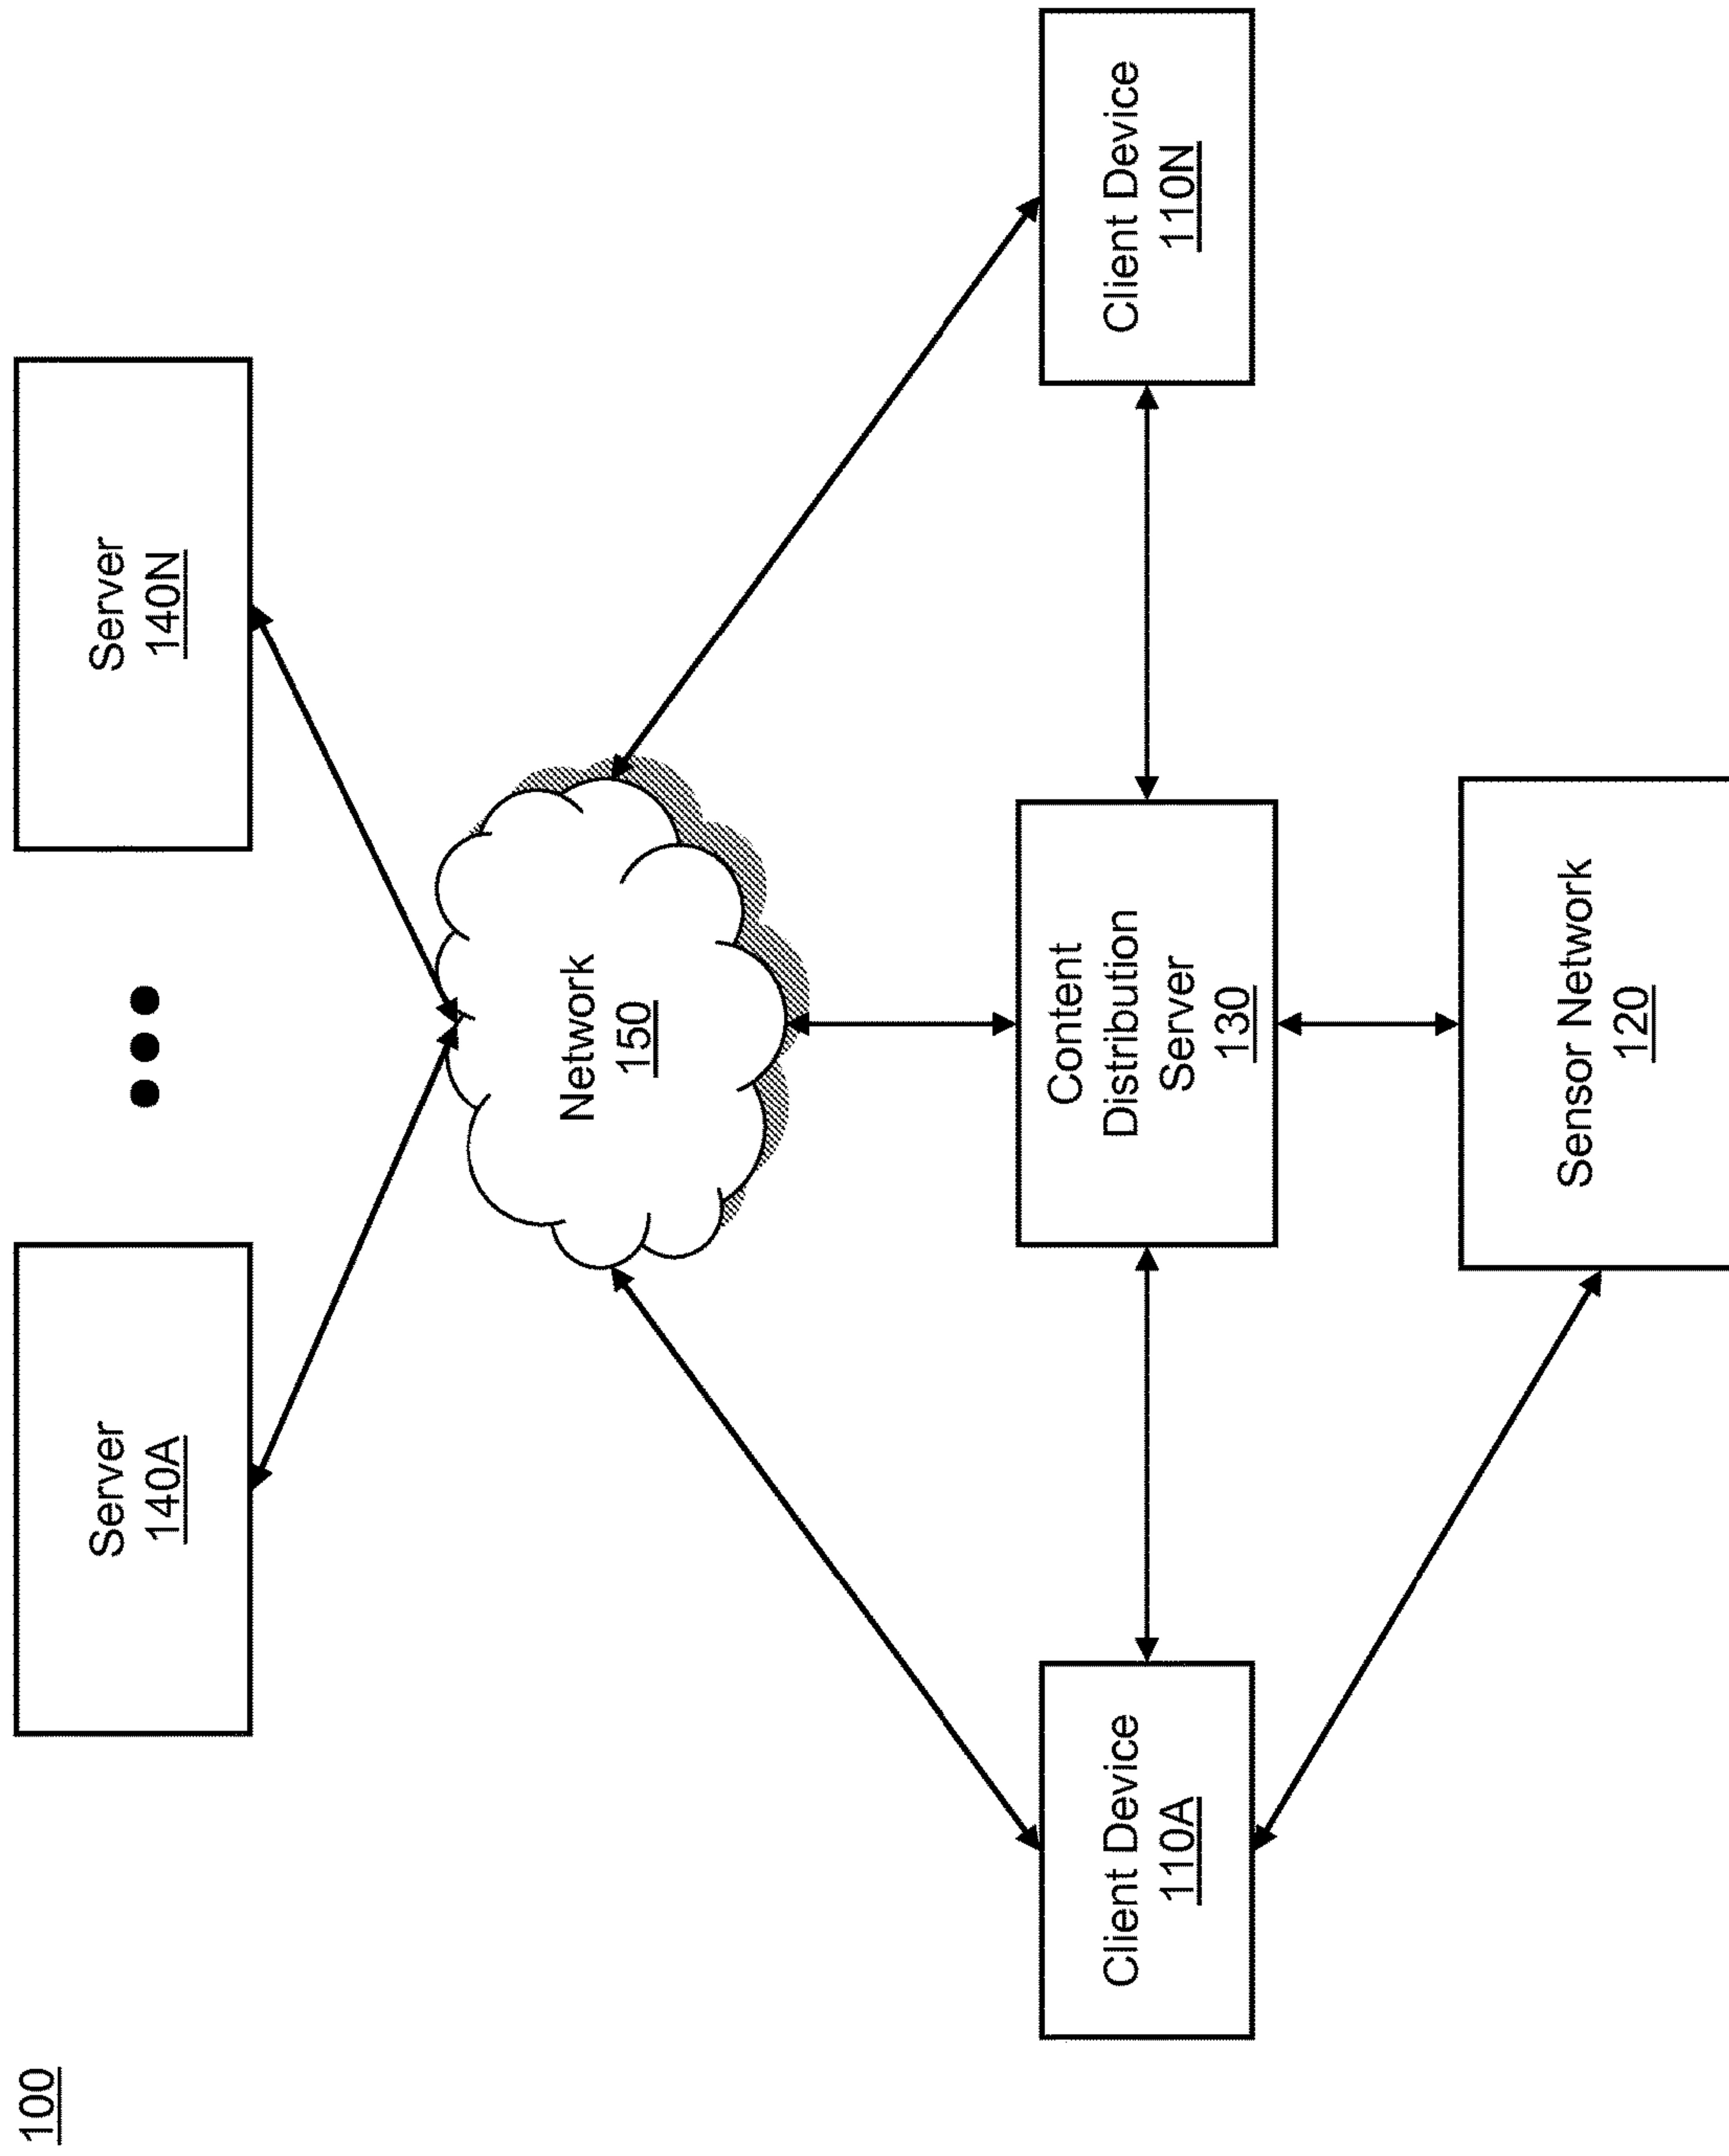 100
Server
140A
Server
140N
Network
150
Client Device
110A
Content
Distribution
Server
130
Client Device
110N
Sensor Network
120